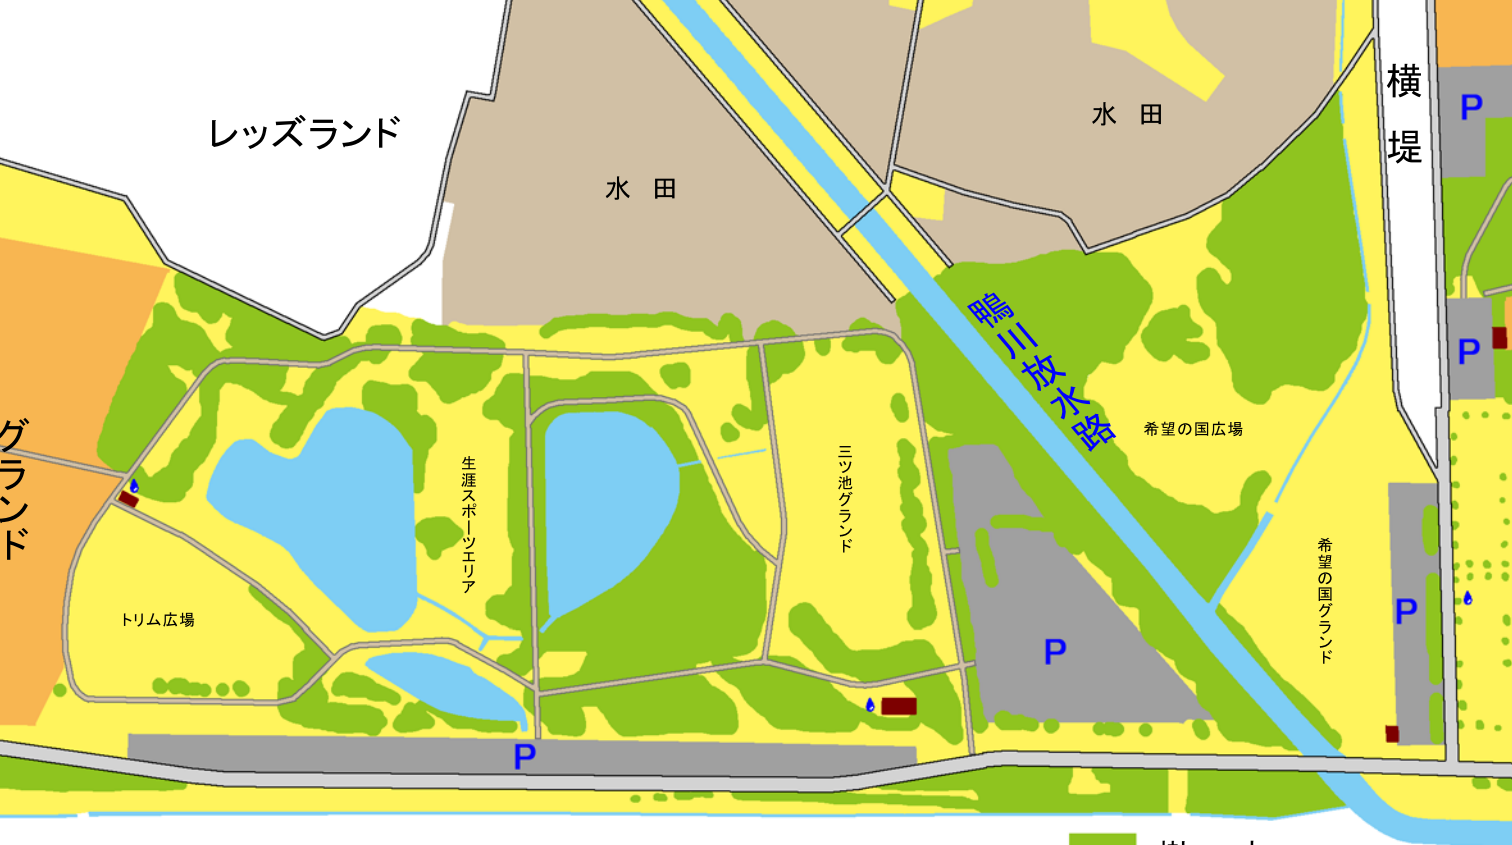 レッズランド
水 田
水 田
横堤
P
P
鴨川放水路
希望の国広場
グランド
生涯スポーツエリア
三ツ池グランド
希望の国グランド
トリム広場
P
P
P